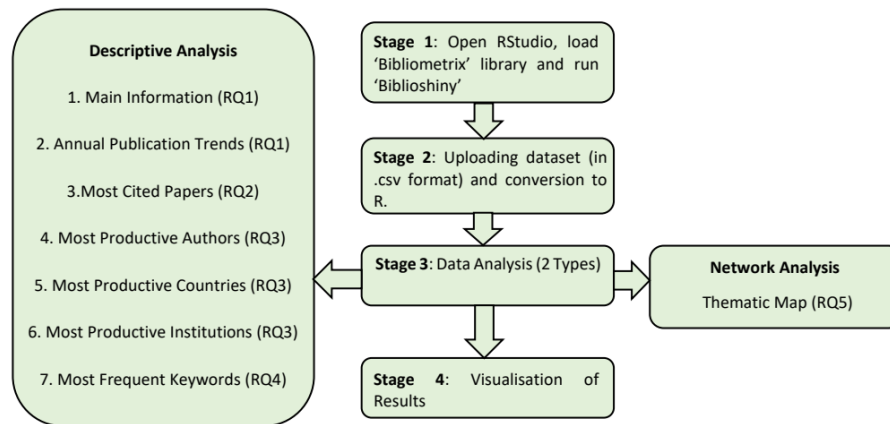 Descriptive Analysis
1. Main Information (RQ1)
2. Annual Publication Trends (RQ1)
3.Most Cited Papers (RQ2)
4. Most Productive Authors (RQ3)
5. Most Productive Countries (RQ3)
6. Most Productive Institutions (RQ3)
7. Most Frequent Keywords (RQ4)
Stage 1: Open RStudio, load
‘Bibliometrix’ library and run
‘Biblioshiny’
Stage 2: Uploading dataset (in
.csv format) and conversion to
R.
Stage 3: Data Analysis (2 Types)
Network Analysis
Thematic Map (RQ5)
Stage 4: Visualisation of
Results